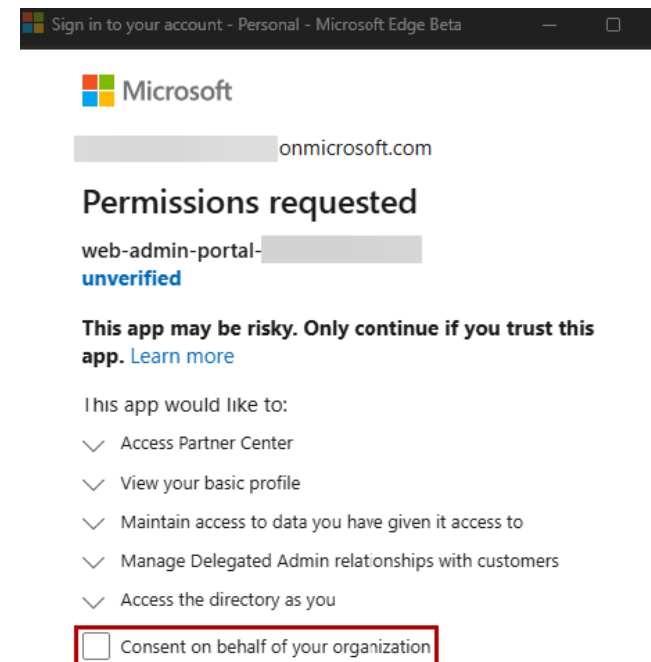 Sign in to your account - Personal - Microsoft Edge Beta
Microsoft
onmicrosoft.com
Permissions requested
web-admin-portal-
unverified
This app may be risky. Only continue if you trust this
app. Learn more
This app would like to:
Access Partner Center
View your basic profile
Maintain access to data you have given it access to
Manage Delegated Admin relationships with customers
Access the directory as you
Consent on behalf of your organization